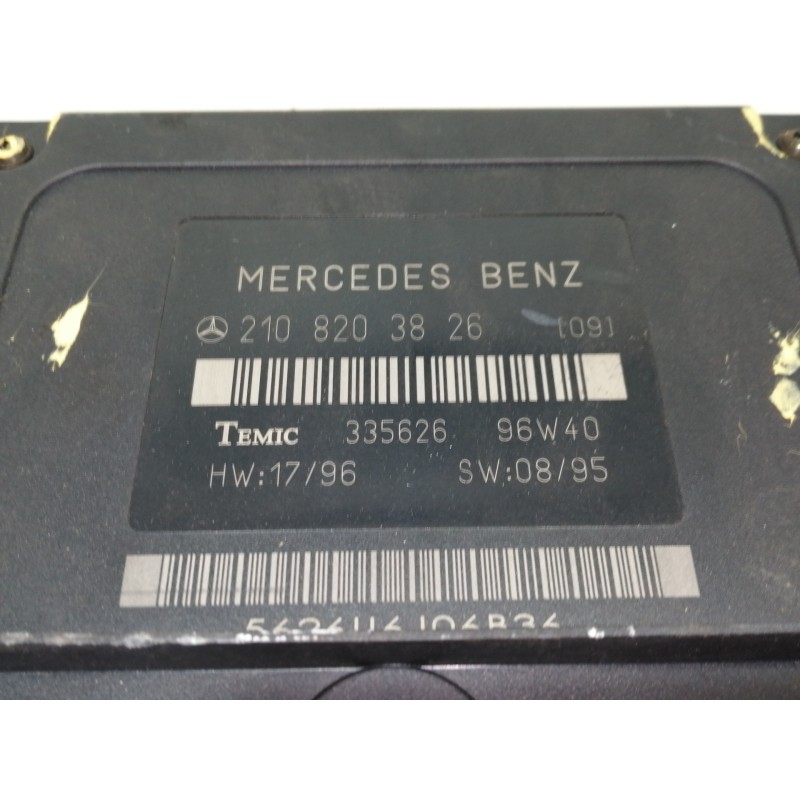 MERCEDES BENZ
210 820 38 26 [09]
TEMIC 335626 96W40
HW:17/96 SW:08/95